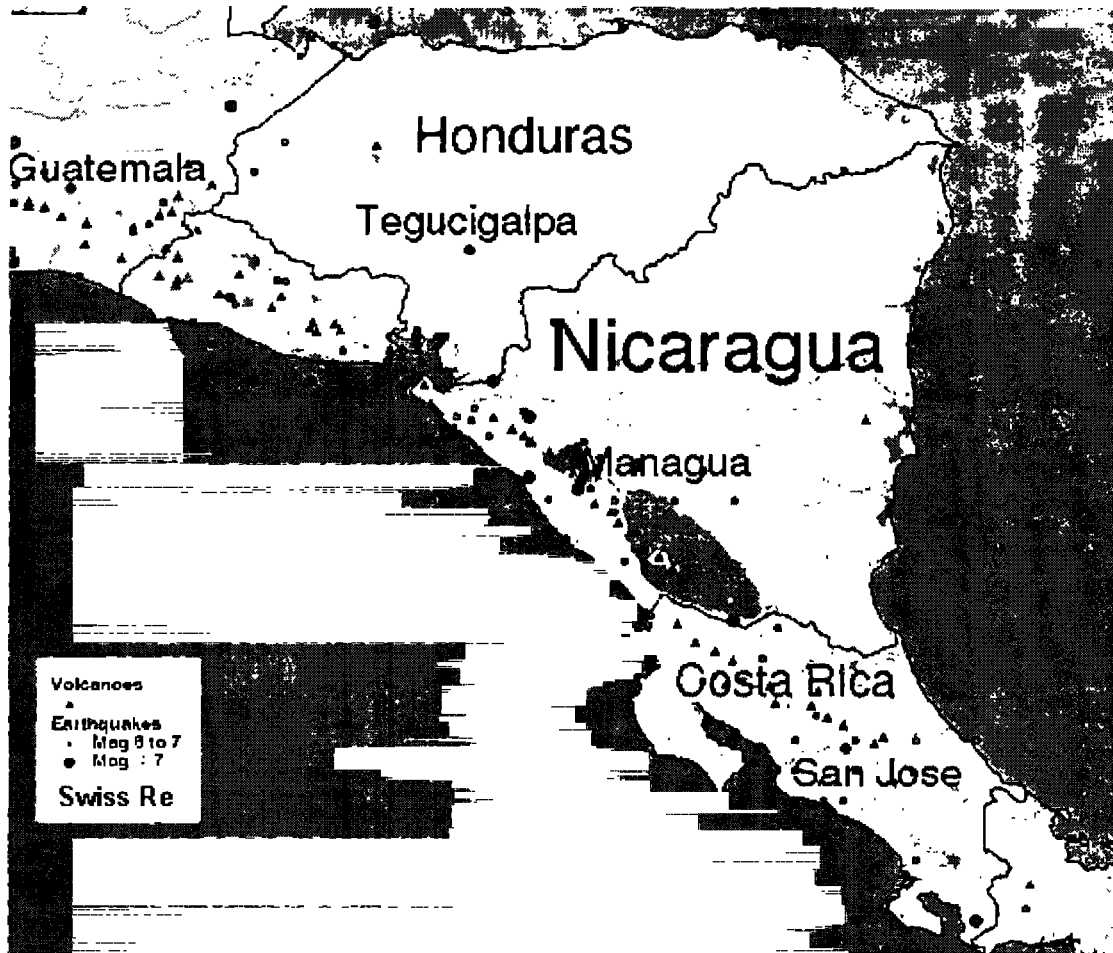 Honduras
Guatemala
Tegucigalpa
Nicaragua
Managua
Costa Rica
San Jose
Volcanoes
Earthquakes
Mag 6 to 7
Mag : 7
Swiss Re